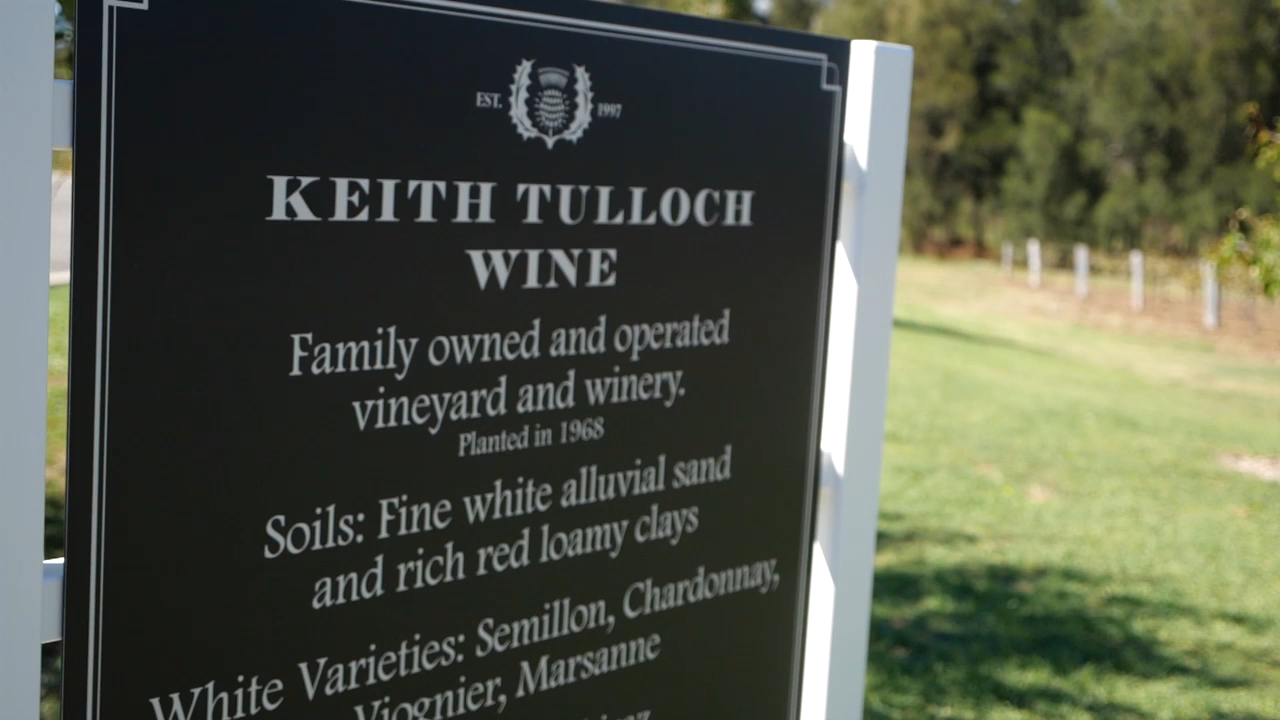 EST. 1997
KEITH TULLOCH
WINE
Family owned and operated
vineyard and winery.
Planted in 1968
Soils: Fine white alluvial sand
and rich red loamy clays
White Varieties: Semillon, Chardonnay,
Viognier, Marsanne